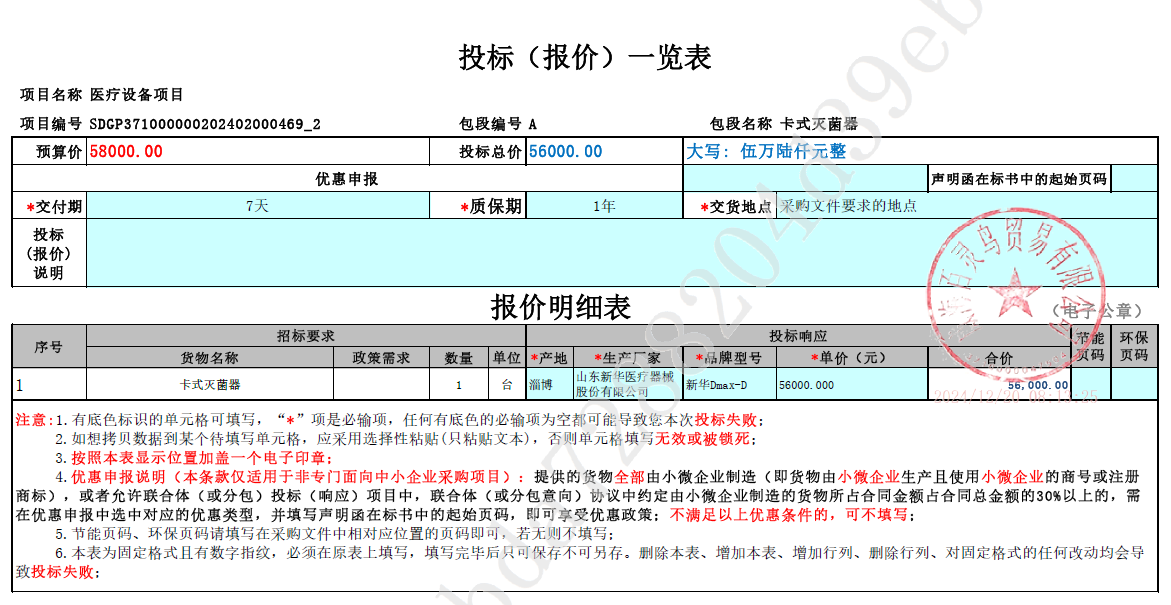 投标（报价）一览表
项目名称 医疗设备项目
项目编号 SDGP371000000202402000469_2 包段编号 A 包段名称 卡式灭菌器
预算价 58000.00 投标总价 56000.00 大写: 伍万陆仟元整
优惠申报 声明函在标书中的起始页码
*交付期 7天 *质保期 1年 *交货地点 采购文件要求的地点
投标
（报价）
说明
报价明细表
（电子公章）
序号 招标要求 投标响应 节能页码 环保页码
货物名称 政策需求 数量 单位 *产地 *生产厂家 *品牌型号 *单价（元） 合价
1 卡式灭菌器 1 台 淄博 山东新华医疗器械股份有限公司 新华Dmax-D 56000.000 56,000.00
2024/12/20 08:13:25
注意:1.有底色标识的单元格可填写，“*”项是必输项，任何有底色的必输项为空都可能导致您本次投标失败；
2.如想拷贝数据到某个待填写单元格，应采用选择性粘贴(只粘贴文本)，否则单元格填写无效或被锁死；
3.按照本表显示位置加盖一个电子印章；
4.优惠申报说明（本条款仅适用于非专门面向中小企业采购项目）：提供的货物全部由小微企业制造（即货物由小微企业生产且使用小微企业的商号或注册
商标），或者允许联合体（或分包）投标（响应）项目中，联合体（或分包意向）协议中约定由小微企业制造的货物所占合同金额占合同总金额的30%以上的，需
在优惠申报中选中对应的优惠类型，并填写声明函在标书中的起始页码，即可享受优惠政策；不满足以上优惠条件的，可不填写；
5.节能页码、环保页码请填写在采购文件中相对应位置的页码即可，若无则不填写；
6.本表为固定格式且有数字指纹，必须在原表上填写，填写完毕后只可保存不可另存。删除本表、增加本表、增加行列、删除行列、对固定格式的任何改动均会导
致投标失败；